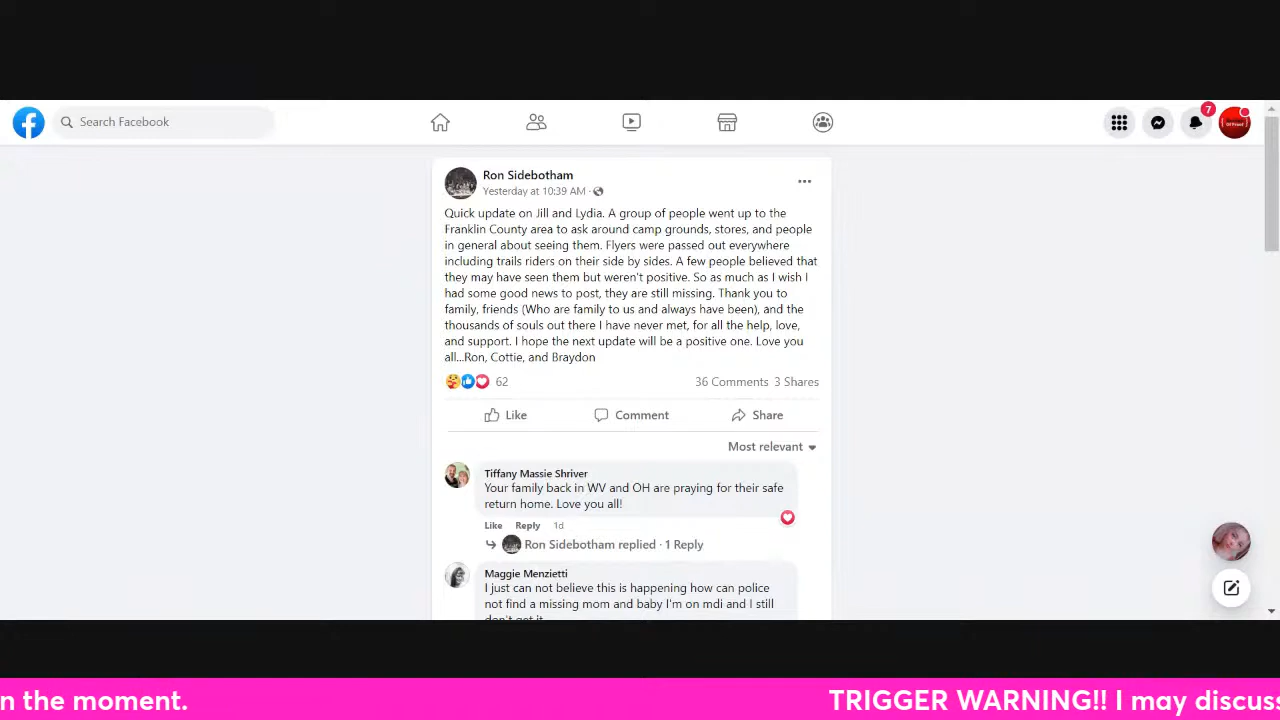 Search Facebook
7
Ron Sidebotham
Yesterday at 10:39 AM ·
Quick update on Jill and Lydia. A group of people went up to the
Franklin County area to ask around camp grounds, stores, and people
in general about seeing them. Flyers were passed out everywhere
including trails riders on their side by sides. A few people believed that
they may have seen them but weren't positive. So as much as I wish I
had some good news to post, they are still missing. Thank you to
family, friends (Who are family to us and always have been), and the
thousands of souls out there I have never met, for all the help, love,
and support. I hope the next update will be a positive one. Love you
all...Ron, Cottie, and Braydon
62
36 Comments 3 Shares
Like
Comment
Share
Most relevant
Tiffany Massie Shriver
Your family back in WV and OH are praying for their safe
return home. Love you all!
Like Reply 1d
Ron Sidebotham replied · 1 Reply
Maggie Menzietti
I just can not believe this is happening how can police
not find a missing mom and baby I'm on mdi and I still
don't get it
n the moment.
TRIGGER WARNING!! I may discuss